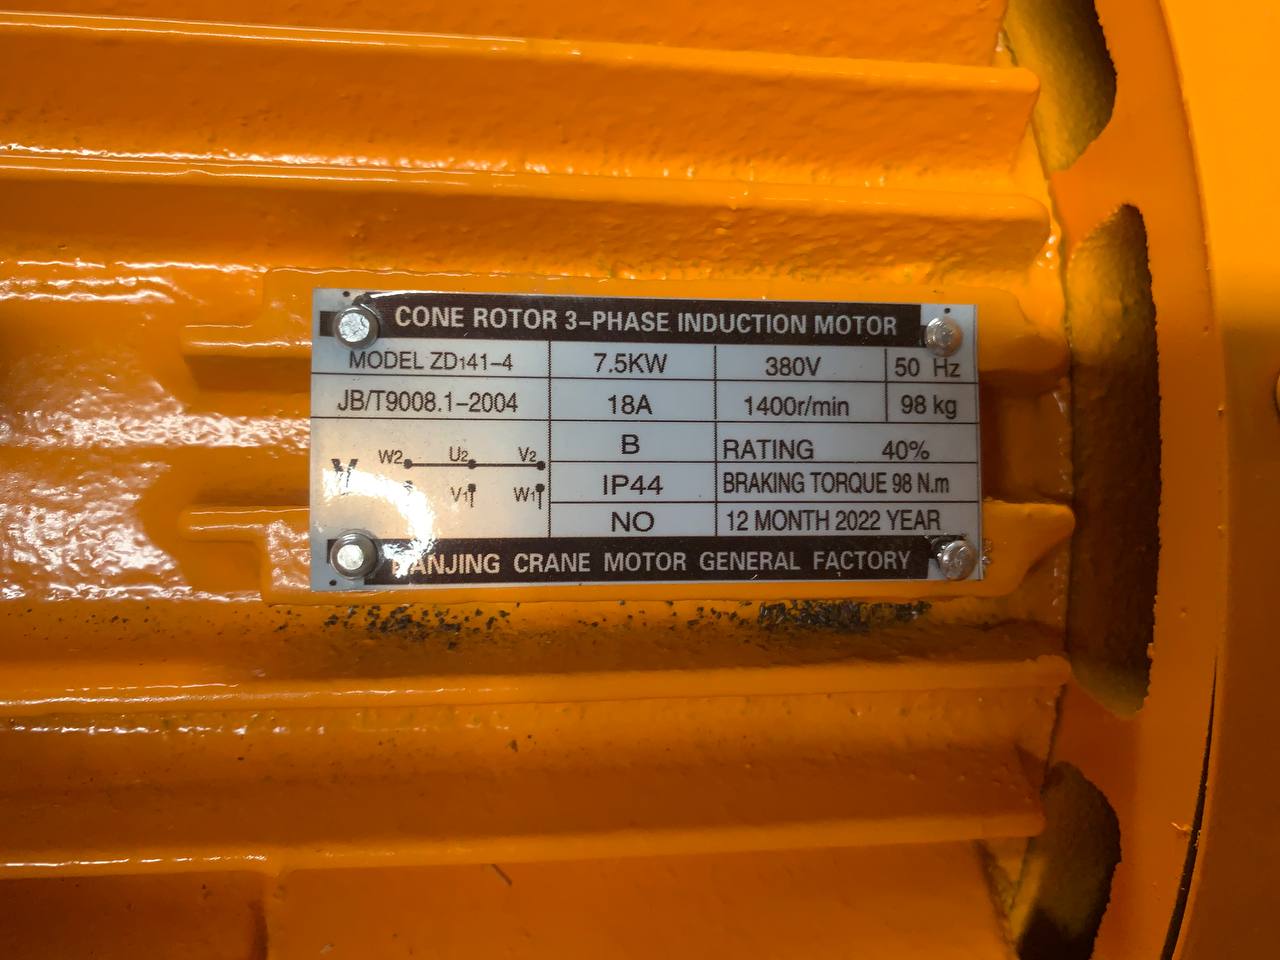 CONE ROTOR 3-PHASE INDUCTION MOTOR
MODEL ZD₁41-4 7.5KW 380V 50 Hz
JB/T9008.1-2004 18A 1400r/min 98 kg
B RATING 40%
Y W2 U2 V2
IP44 BRAKING TORQUE 98 N.m
V1 W1
NO 12 MONTH 2022 YEAR
NANJING CRANE MOTOR GENERAL FACTORY